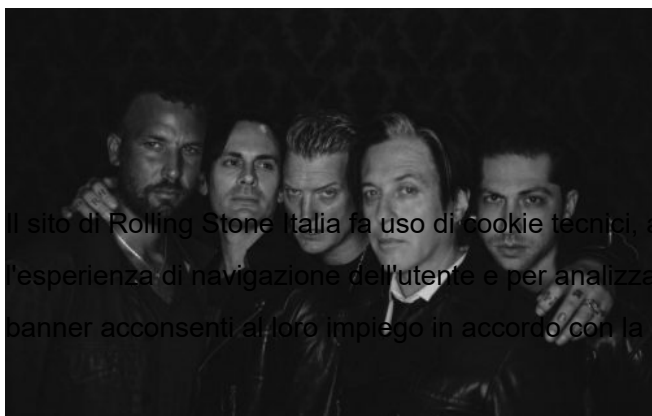 Il sito di Rolling Stone Italia fa uso di cookie tecnici, a
l'esperienza di navigazione dell'utente e per analizza
banner acconsenti al loro impiego in accordo con la